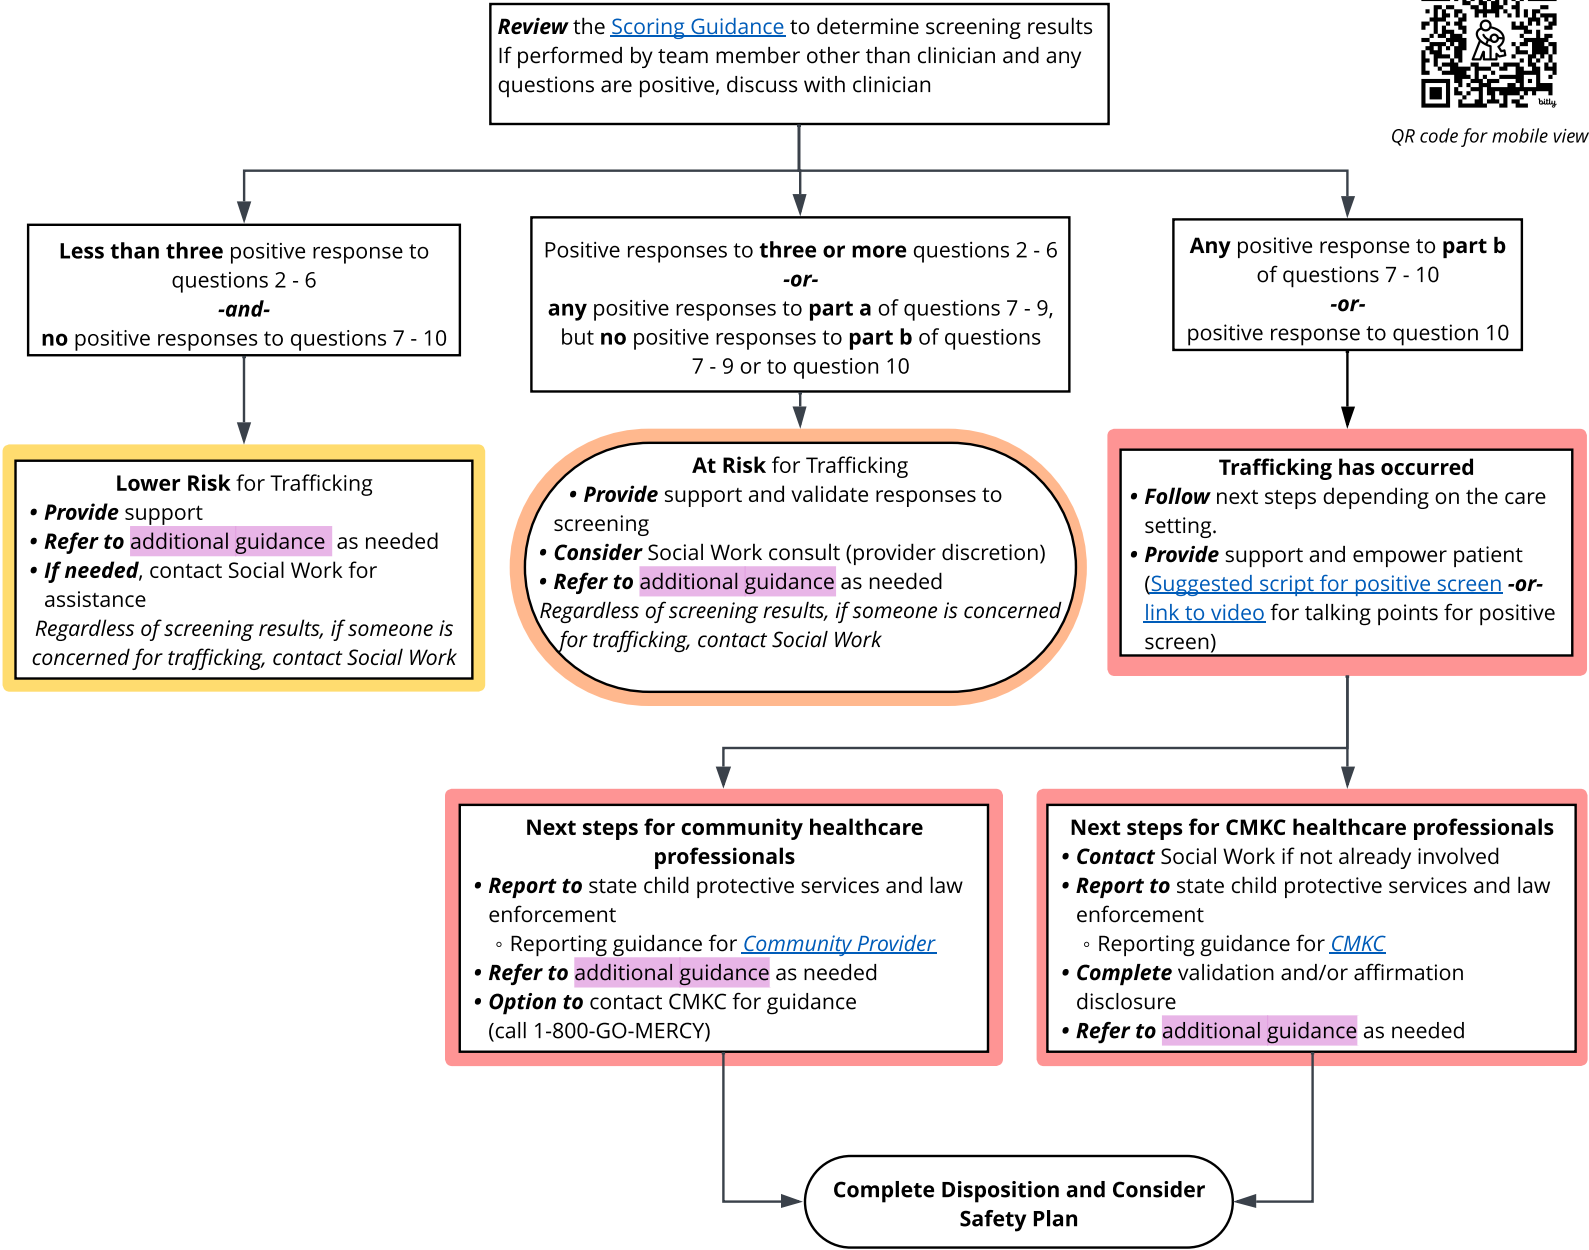 Review the Scoring Guidance to determine screening results
If performed by team member other than clinician and any
questions are positive, discuss with clinician
bitly
QR code for mobile view
Less than three positive response to
questions 2 - 6
-and-
no positive responses to questions 7 - 10
Positive responses to three or more questions 2 - 6
-or-
any positive responses to part a of questions 7 - 9,
but no positive responses to part b of questions
7 - 9 or to question 10
Any positive response to part b
of questions 7 - 10
-or-
positive response to question 10
Lower Risk for Trafficking
• Provide support
• Refer to additional guidance as needed
• If needed, contact Social Work for
assistance
Regardless of screening results, if someone is
concerned for trafficking, contact Social Work
At Risk for Trafficking
• Provide support and validate responses to
screening
• Consider Social Work consult (provider discretion)
• Refer to additional guidance as needed
Regardless of screening results, if someone is concerned
for trafficking, contact Social Work
Trafficking has occurred
• Follow next steps depending on the care
setting.
• Provide support and empower patient
(Suggested script for positive screen -or-
link to video for talking points for positive
screen)
Next steps for community healthcare
professionals
• Report to state child protective services and law
enforcement
◦ Reporting guidance for Community Provider
• Refer to additional guidance as needed
• Option to contact CMKC for guidance
(call 1-800-GO-MERCY)
Next steps for CMKC healthcare professionals
• Contact Social Work if not already involved
• Report to state child protective services and law
enforcement
◦ Reporting guidance for CMKC
• Complete validation and/or affirmation
disclosure
• Refer to additional guidance as needed
Complete Disposition and Consider
Safety Plan